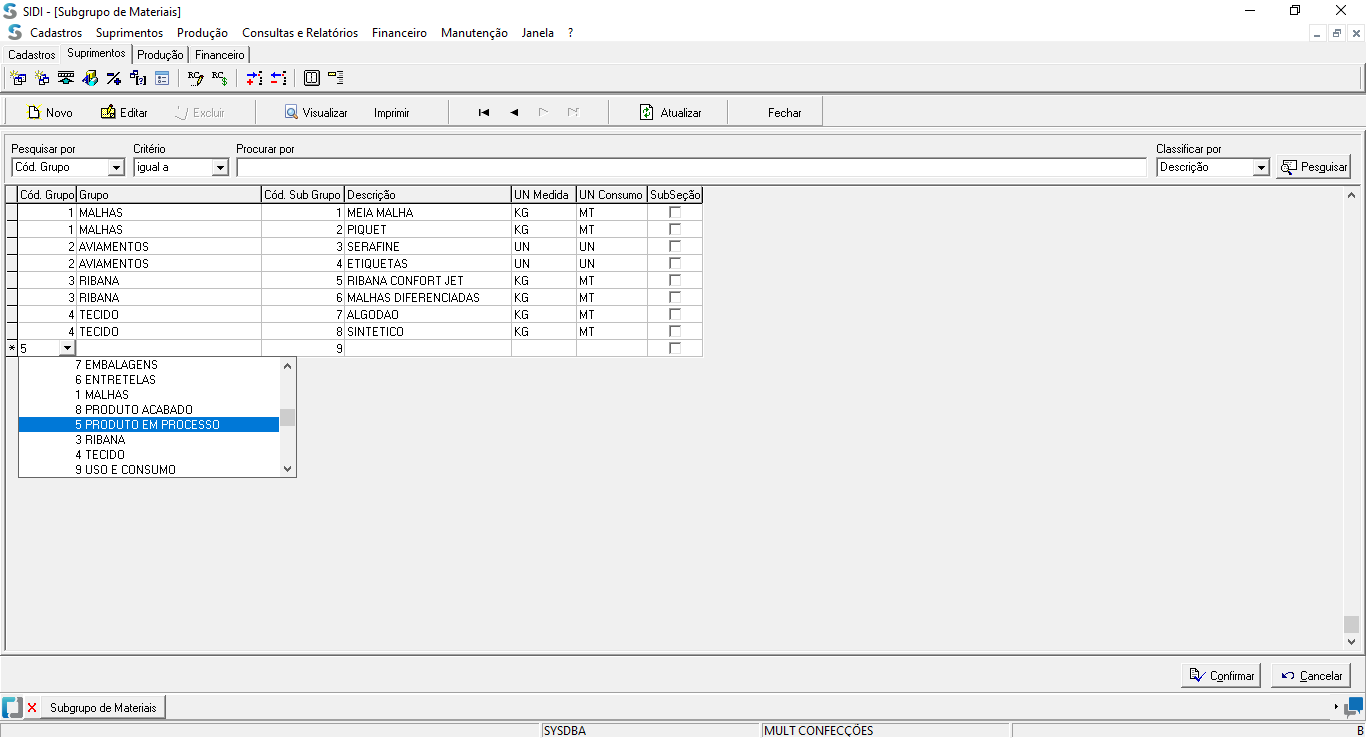 SIDI - [Subgrupo de Materiais]
Cadastros Suprimentos Produção Consultas e Relatórios Financeiro Manutenção Janela ?
Cadastros Suprimentos Produção Financeiro
Novo Editar Excluir Visualizar Imprimir Atualizar Fechar
Pesquisar por Critério Procurar por Classificar por
Cód. Grupo igual a Descrição Pesquisar
Cód. Grupo Grupo Cód. Sub Grupo Descrição UN Medida UN Consumo SubSeção
1 MALHAS 1 MEIA MALHA KG MT
1 MALHAS 2 PIQUET KG MT
2 AVIAMENTOS 3 SERAFINE UN UN
2 AVIAMENTOS 4 ETIQUETAS UN UN
3 RIBANA 5 RIBANA CONFORT JET KG MT
3 RIBANA 6 MALHAS DIFERENCIADAS KG MT
4 TECIDO 7 ALGODAO KG MT
4 TECIDO 8 SINTETICO KG MT
* 5 9
7 EMBALAGENS
6 ENTRETELAS
1 MALHAS
8 PRODUTO ACABADO
5 PRODUTO EM PROCESSO
3 RIBANA
4 TECIDO
9 USO E CONSUMO
Confirmar Cancelar
Subgrupo de Materiais
SYSDBA MULT CONFECÇÕES B